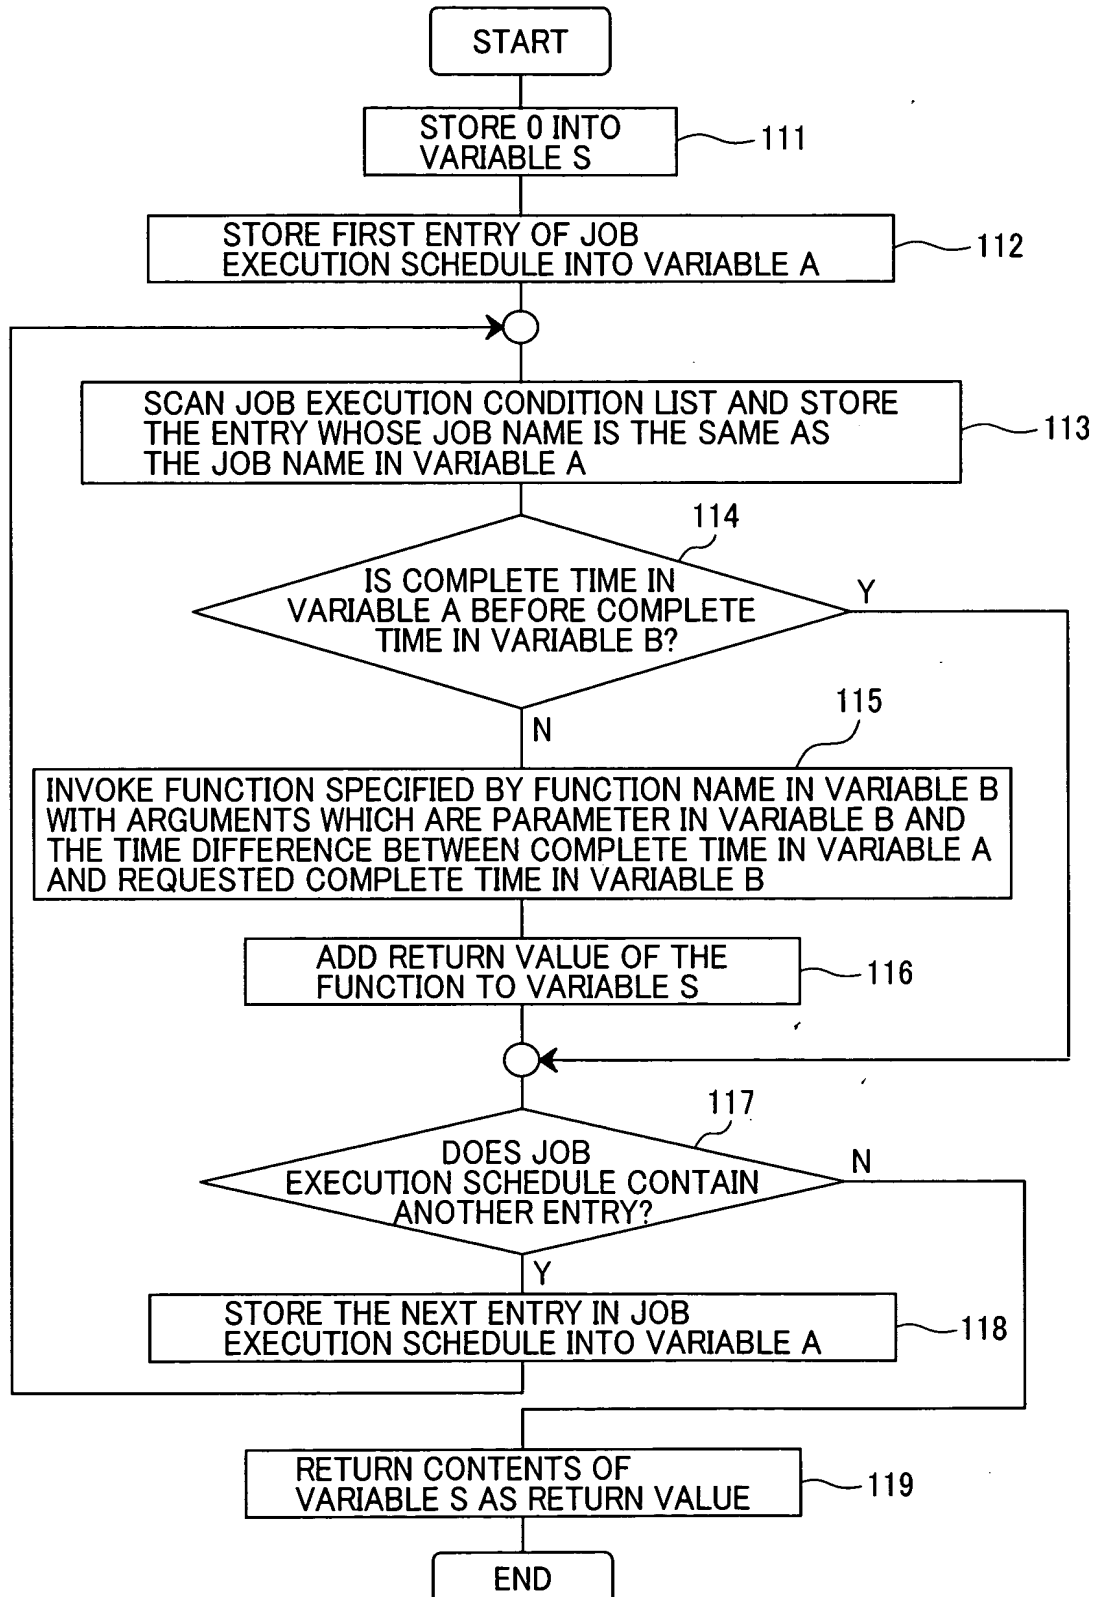 START
STORE 0 INTO
VARIABLE S
111
STORE FIRST ENTRY OF JOB
EXECUTION SCHEDULE INTO VARIABLE A
112
SCAN JOB EXECUTION CONDITION LIST AND STORE
THE ENTRY WHOSE JOB NAME IS THE SAME AS
THE JOB NAME IN VARIABLE A
113
114
IS COMPLETE TIME IN
VARIABLE A BEFORE COMPLETE
TIME IN VARIABLE B?
Y
N
115
INVOKE FUNCTION SPECIFIED BY FUNCTION NAME IN VARIABLE B
WITH ARGUMENTS WHICH ARE PARAMETER IN VARIABLE B AND
THE TIME DIFFERENCE BETWEEN COMPLETE TIME IN VARIABLE A
AND REQUESTED COMPLETE TIME IN VARIABLE B
ADD RETURN VALUE OF THE
FUNCTION TO VARIABLE S
116
117
DOES JOB
EXECUTION SCHEDULE CONTAIN
ANOTHER ENTRY?
N
Y
STORE THE NEXT ENTRY IN JOB
EXECUTION SCHEDULE INTO VARIABLE A
118
RETURN CONTENTS OF
VARIABLE S AS RETURN VALUE
119
END